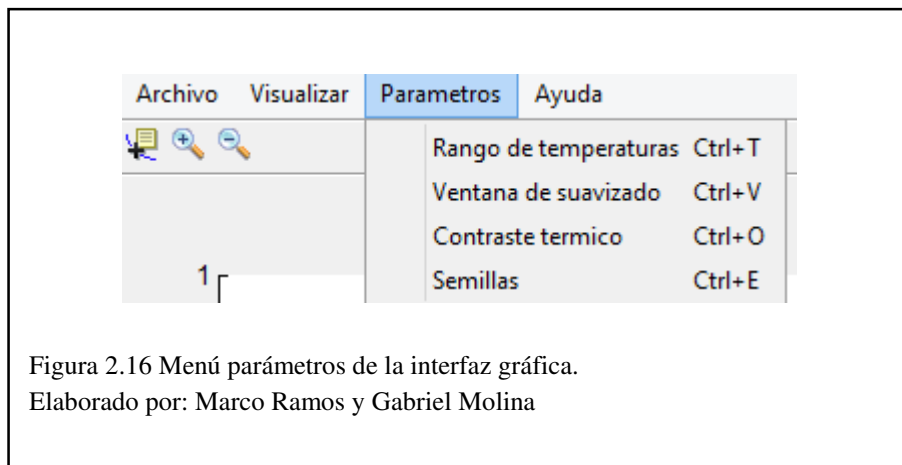 Archivo Visualizar Parametros Ayuda
Rango de temperaturas Ctrl+T
Ventana de suavizado Ctrl+V
Contraste termico Ctrl+O
Semillas Ctrl+E
1
Figura 2.16 Menú parámetros de la interfaz gráfica.
Elaborado por: Marco Ramos y Gabriel Molina